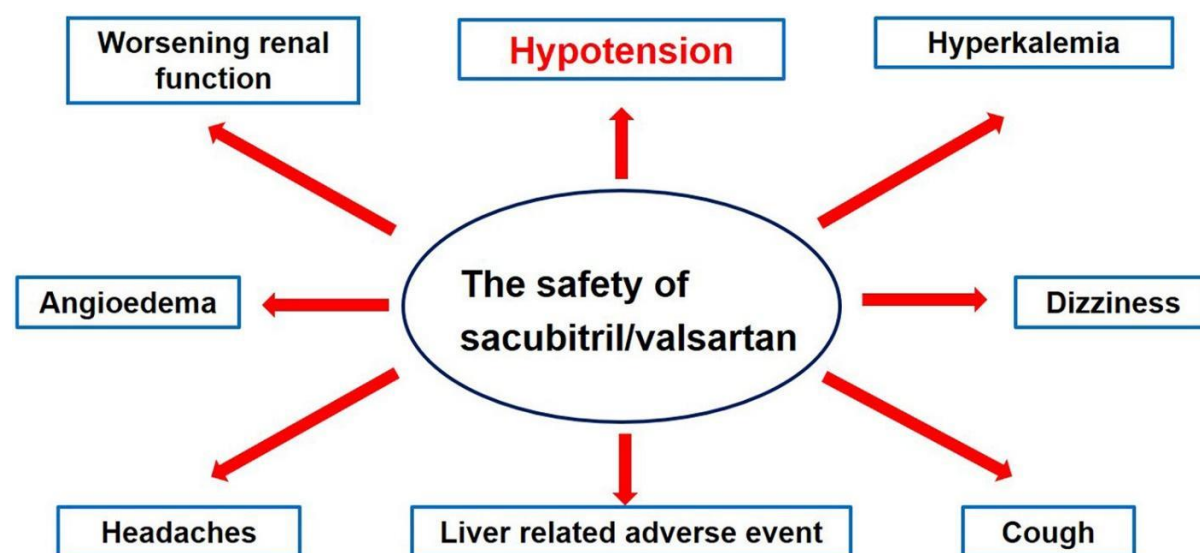 Worsening renal
function
Hypotension
Hyperkalemia
Angioedema
The safety of
sacubitril/valsartan
Dizziness
Headaches
Liver related adverse event
Cough